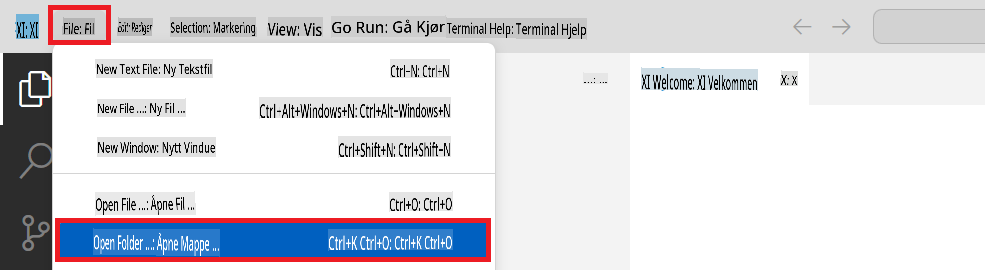 XI: XI File: Fil Edit: Rediger Selection: Markering View: Vis Go Run: Gå Kjør Terminal Help: Terminal Hjelp
...: ... XI Welcome: XI Velkommen X: x
New Text File: Ny Tekstfil Ctrl+N: Ctrl+N
New File ...: Ny Fil ... Ctrl+Alt+Windows+N: Ctrl+Alt+Windows+N
New Window: Nytt Vindue Ctrl+Shift+N: Ctrl+Shift+N
Open File ...: Åpne Fil ... Ctrl+O: Ctrl+O
Open Folder ...: Åpne Mappe ... Ctrl+K Ctrl+O: Ctrl+K Ctrl+O